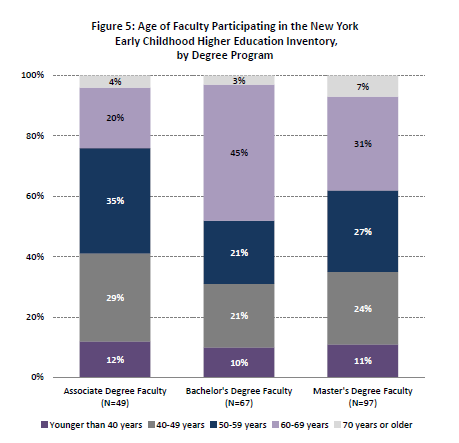 Figure 5: Age of Faculty Participating in the New York
Early Childhood Higher Education Inventory,
by Degree Program
100%
80%
60%
40%
20%
0%
4%
20%
35%
29%
12%
3%
45%
21%
21%
10%
7%
31%
27%
24%
11%
Associate Degree Faculty
(N=49)
Bachelor's Degree Faculty
(N=67)
Master's Degree Faculty
(N=97)
Younger than 40 years 40-49 years 50-59 years 60-69 years 70 years or older